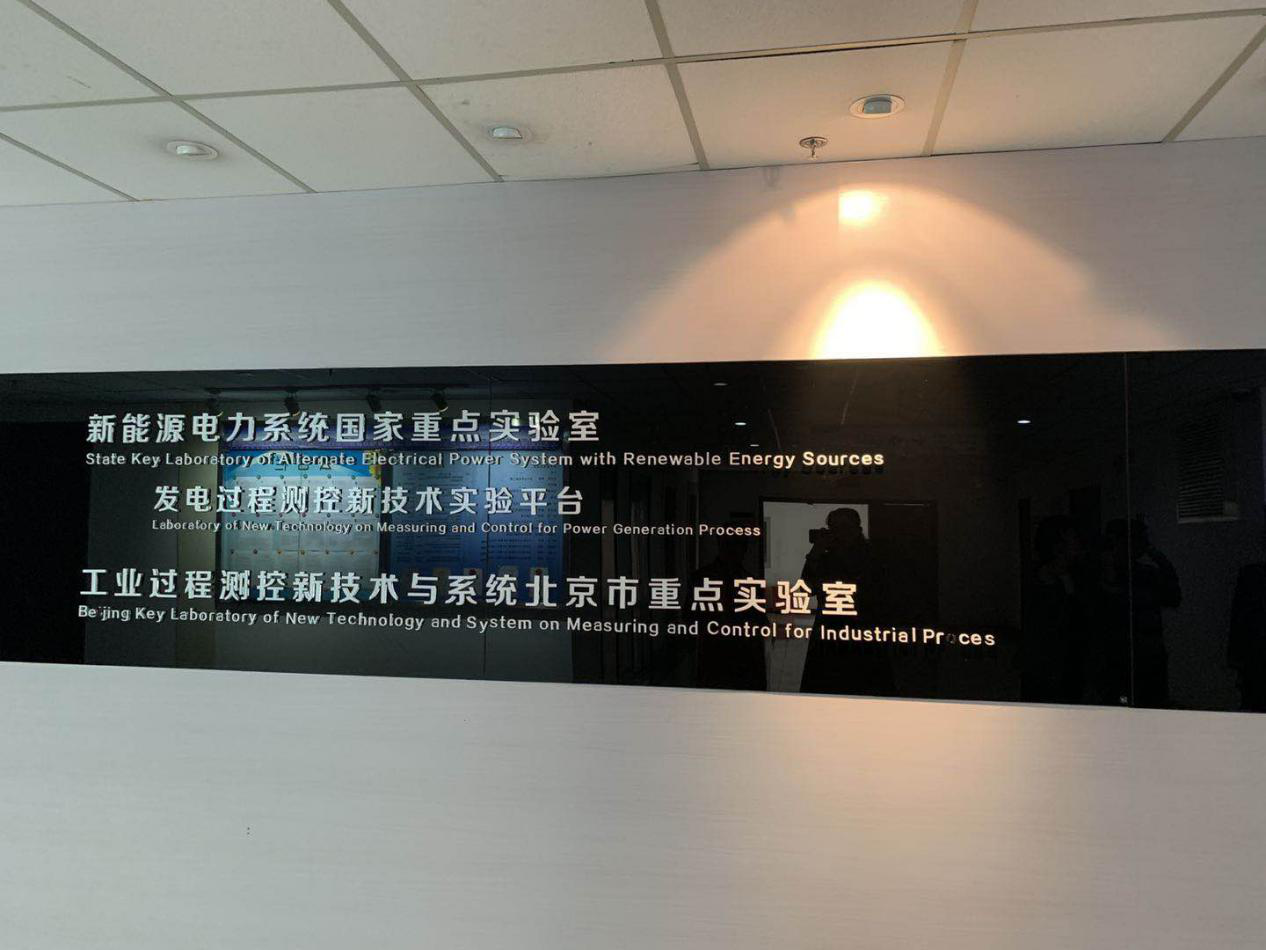 新能源电力系统国家重点实验室
State Key Laboratory of Alternate Electrical Power System with Renewable Energy Sources
发电过程测控新技术实验平台
Laboratory of New Technology on Measuring and Control for Power Generation Process
工业过程测控新技术与系统北京市重点实验室
Beijing Key Laboratory of New Technology and System on Measuring and Control for Industrial Proces